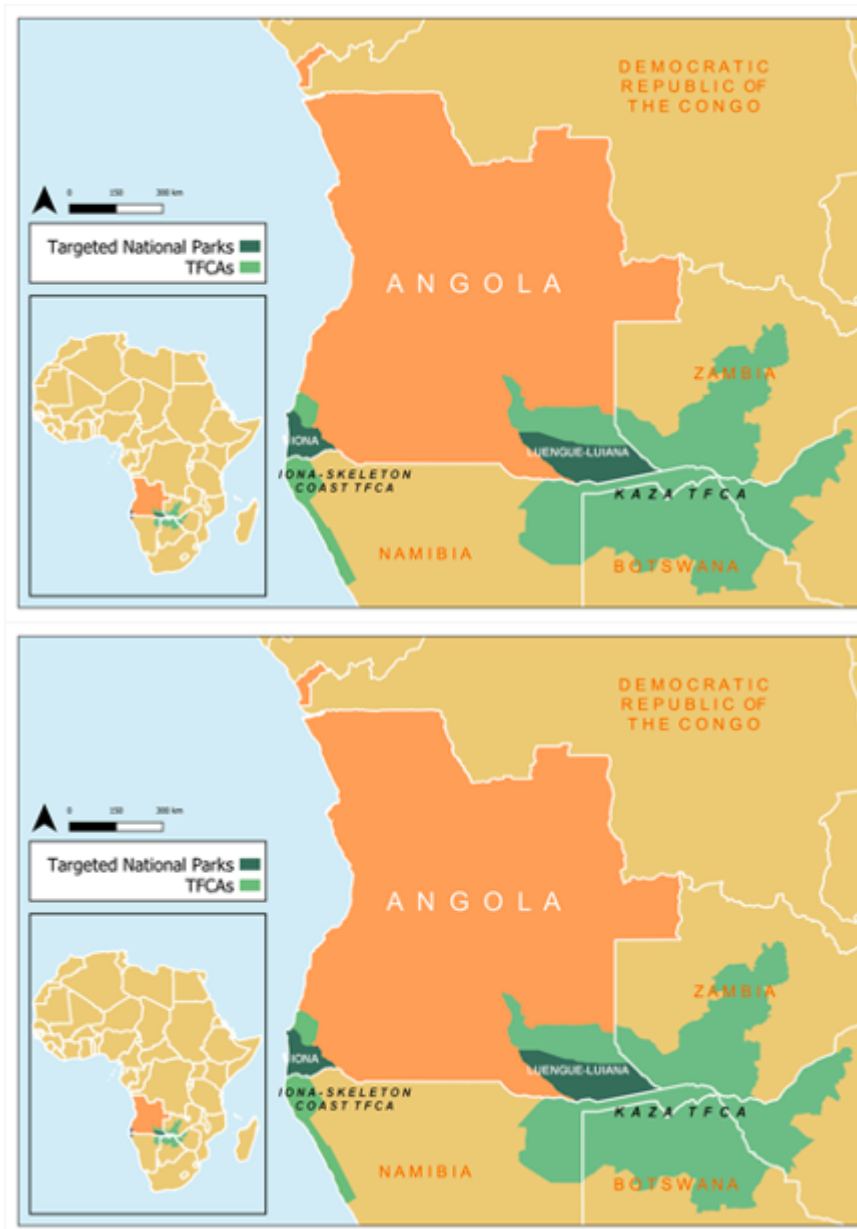 DEMOCRATIC
REPUBLIC OF
THE CONGO
0 150 300 km
Targeted National Parks
TFCAs
ANGOLA
ZAMBIA
IONA
LUENGUE-LUIANA
IONA-SKELETON
COAST TFCA
KAZA TFCA
NAMIBIA
BOTSWANA
DEMOCRATIC
REPUBLIC OF
THE CONGO
0 150 300 km
Targeted National Parks
TFCAs
ANGOLA
ZAMBIA
IONA
LUENGUE-LUIANA
IONA-SKELETON
COAST TFCA
KAZA TFCA
NAMIBIA
BOTSWANA